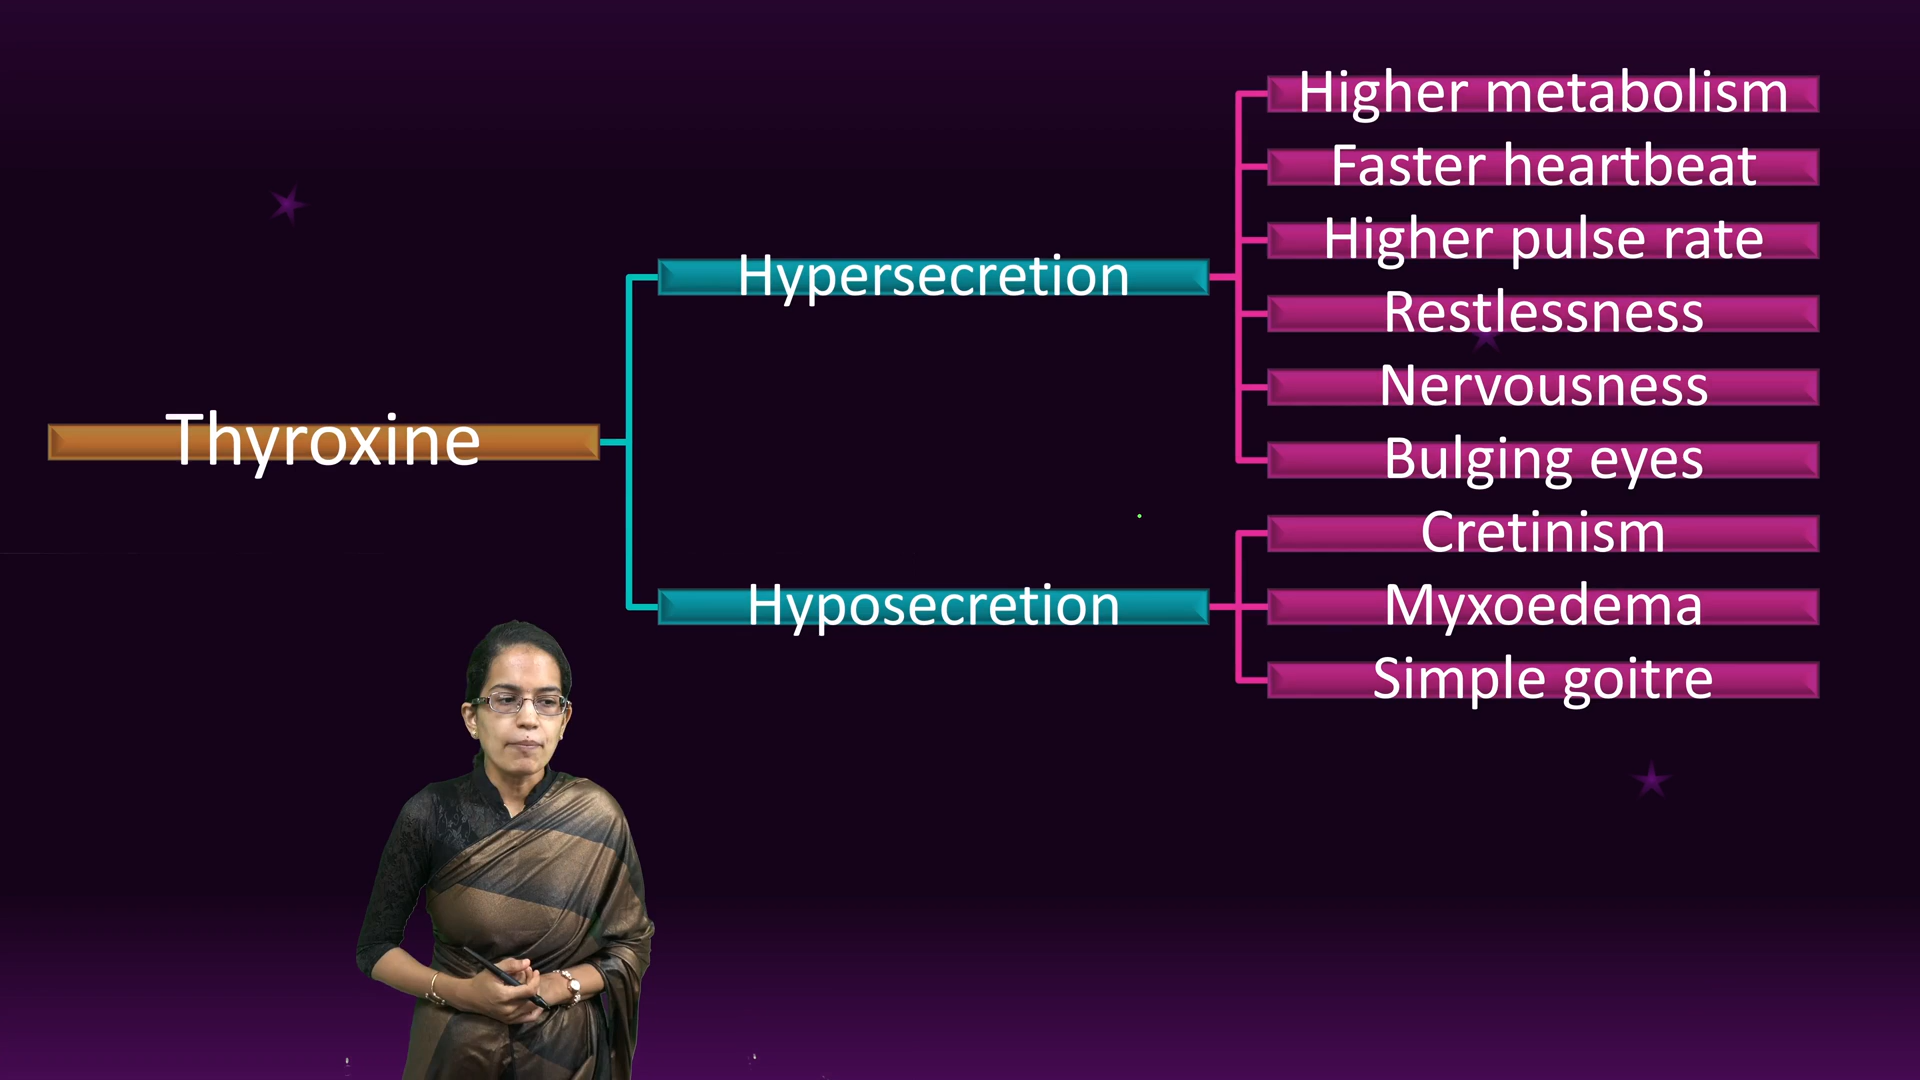 Thyroxine
Hypersecretion
Higher metabolism
Faster heartbeat
Higher pulse rate
Restlessness
Nervousness
Bulging eyes
Hyposecretion
Cretinism
Myxoedema
Simple goitre